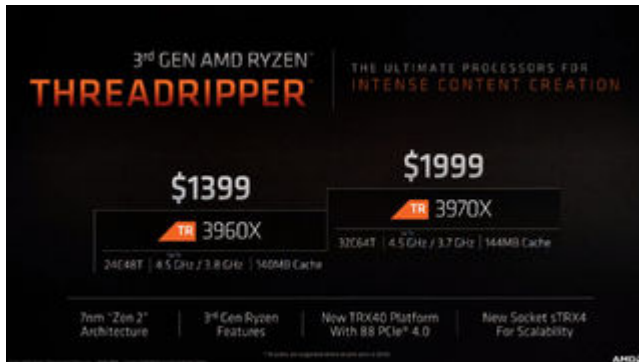 3rd GEN AMD RYZEN™
THREADRIPPER™
THE ULTIMATE PROCESSORS FOR
INTENSE CONTENT CREATION
$1399
TR 3960X
24C48T | 4.5 GHz / 3.8 GHz | 140MB Cache
$1999
TR 3970X
32C64T | 4.5 GHz / 3.7 GHz | 144MB Cache
7nm "Zen 2"
Architecture
3rd Gen Ryzen
Features
New TRX40 Platform
With 88 PCIe® 4.0
New Socket sTRX4
For Scalability
AMD